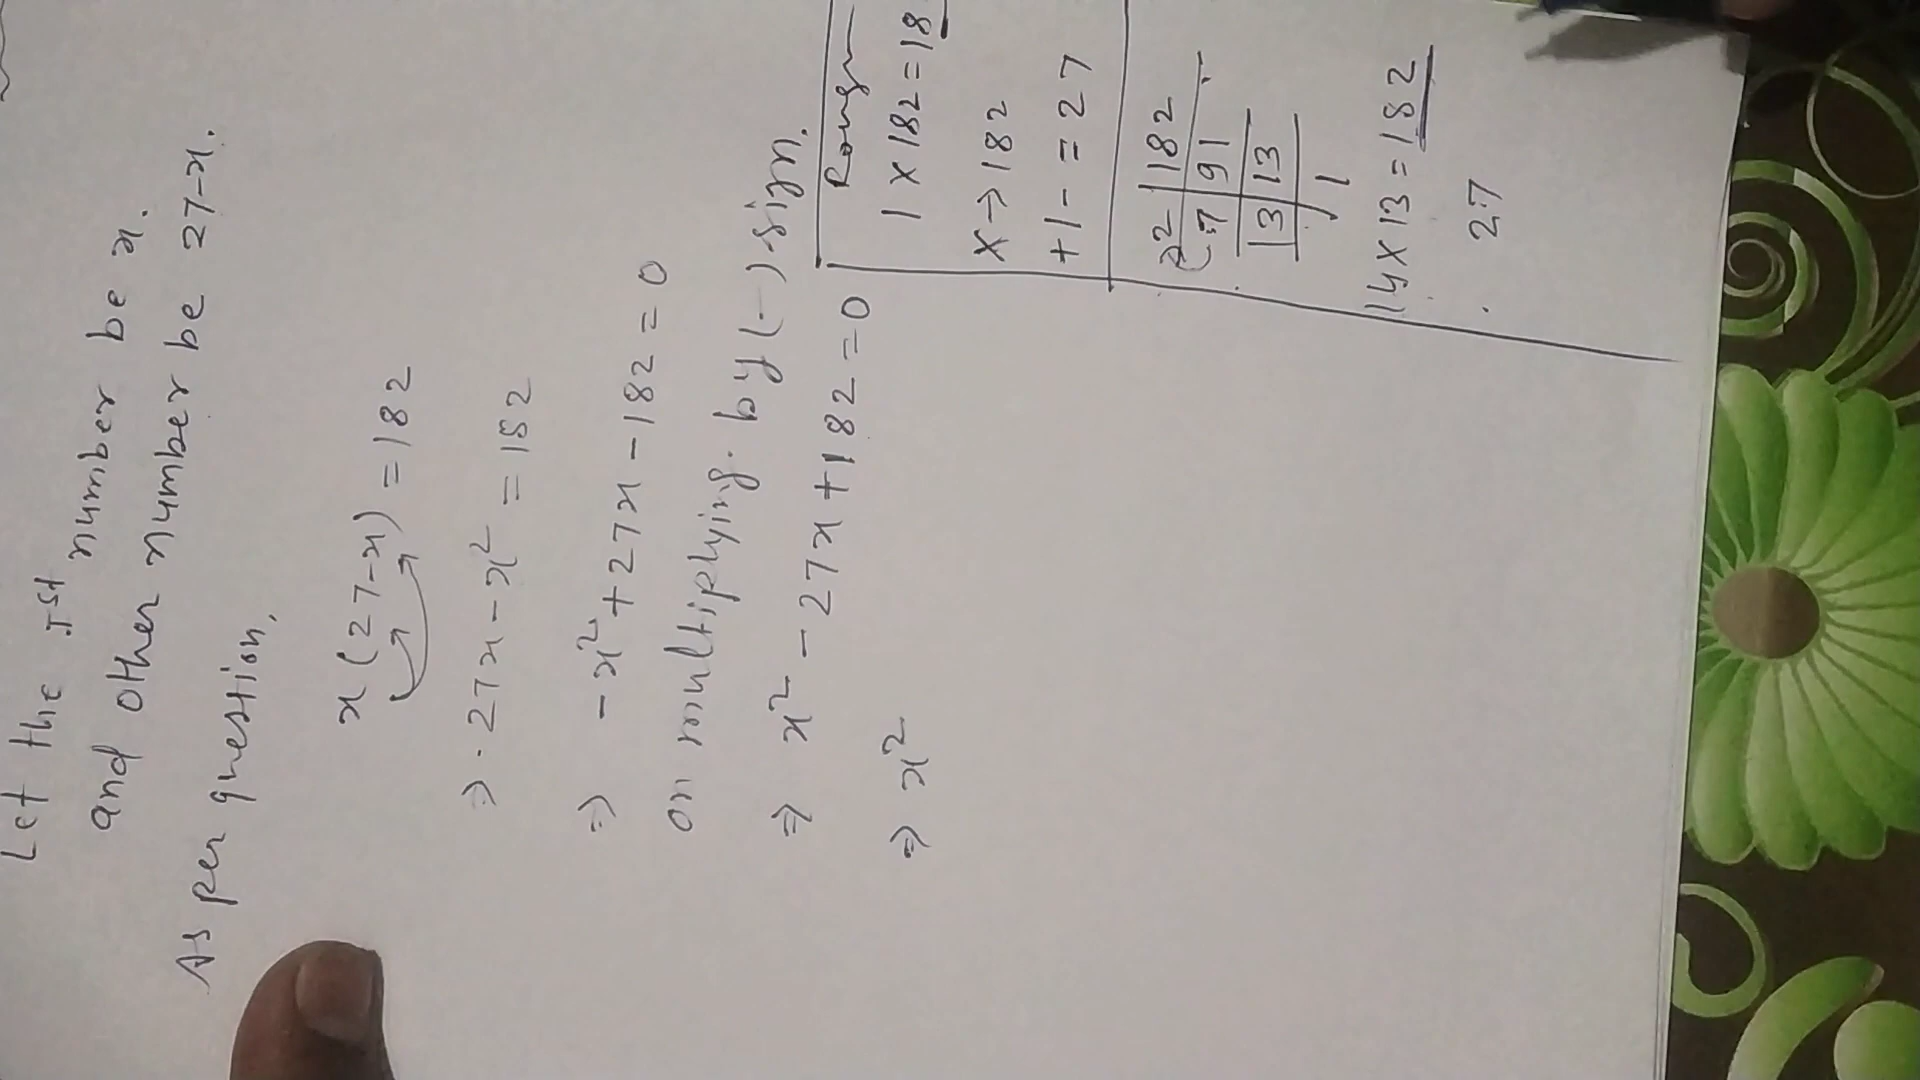 Let the Ist number be x.
and other number be 27-x.
As per question,
x(27-x) = 182
⇒ 27x - x² = 182
⇒ -x² + 27x - 182 = 0
on multiplying by (-) sign.
⇒ x² - 27x + 182 = 0
⇒ x²
Rough
1 x 182 = 18
x → 182
+1- = 27
2 | 182
7 | 91
13 | 13
1
14 x 13 = 182
27